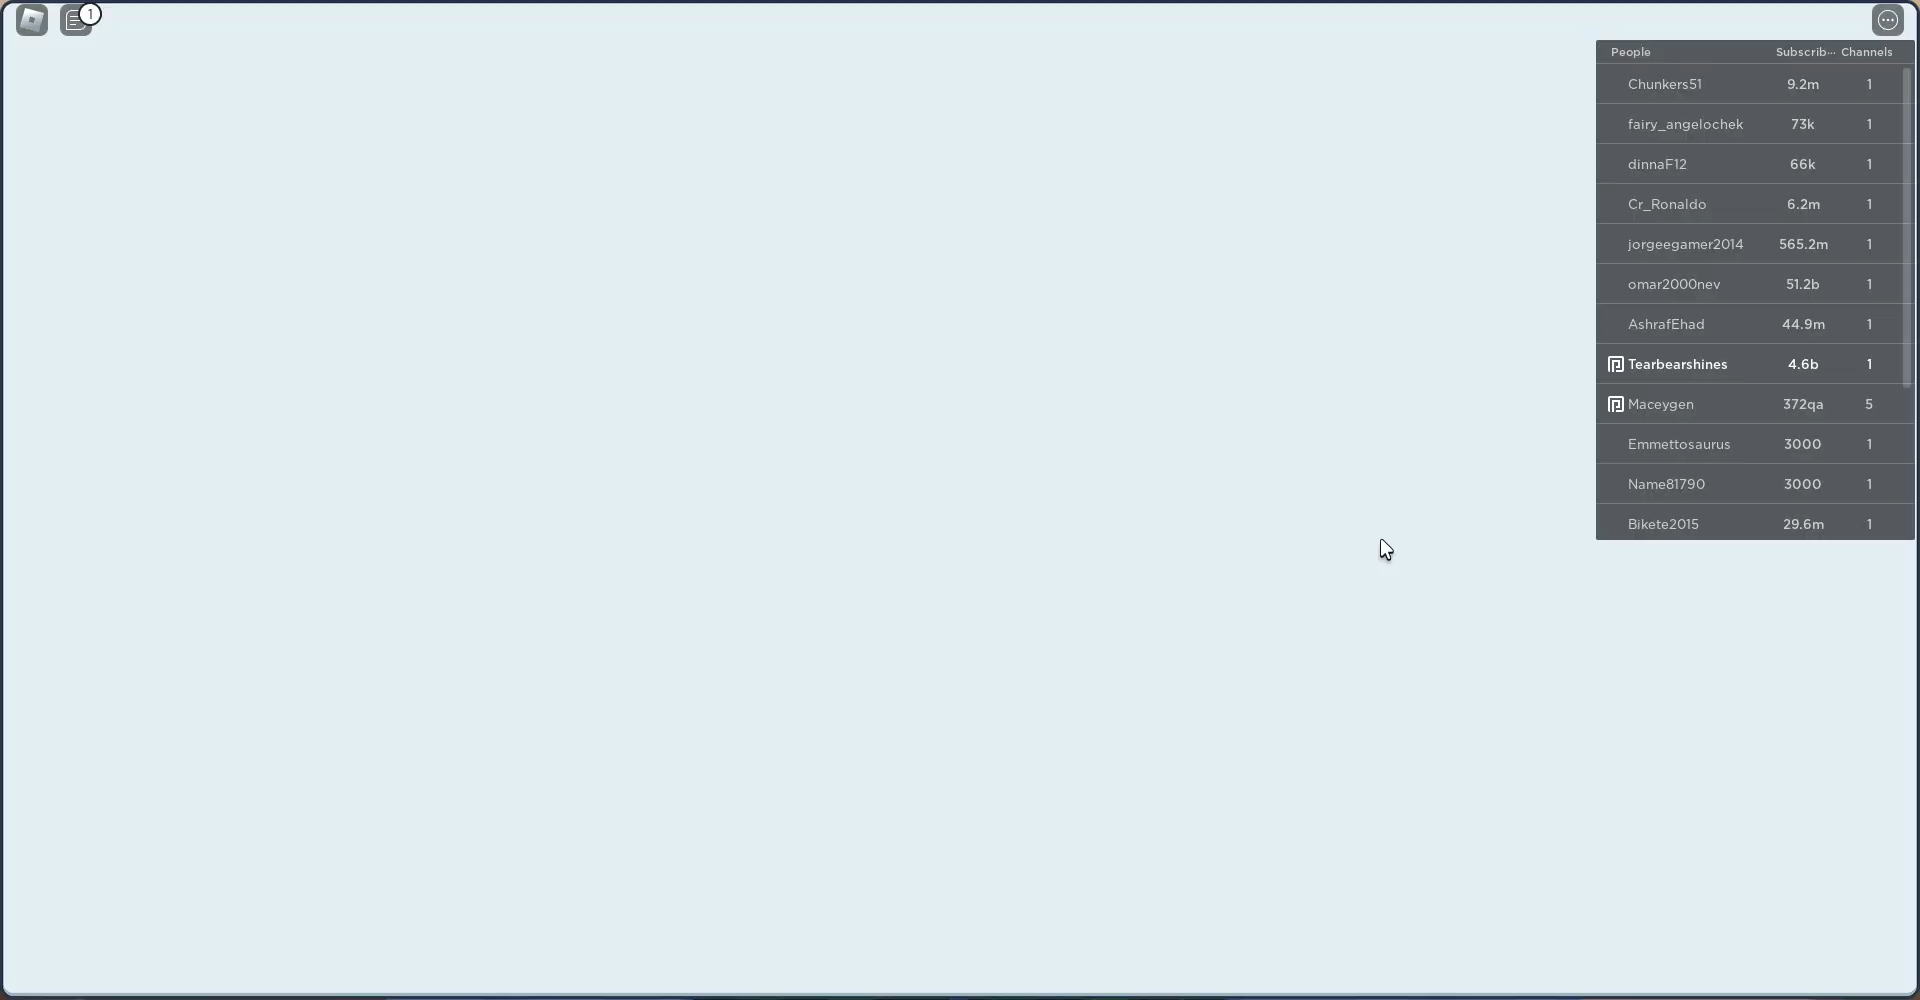 1
People Subscrib··· Channels
Chunkers51 9.2m 1
fairy_angelochek 73k 1
dinnaF12 66k 1
Cr_Ronaldo 6.2m 1
jorgeegamer2014 565.2m 1
omar2000nev 51.2b 1
AshrafEhad 44.9m 1
Tearbearshines 4.6b 1
Maceygen 372qa 5
Emmettosaurus 3000 1
Name81790 3000 1
Bikete2015 29.6m 1